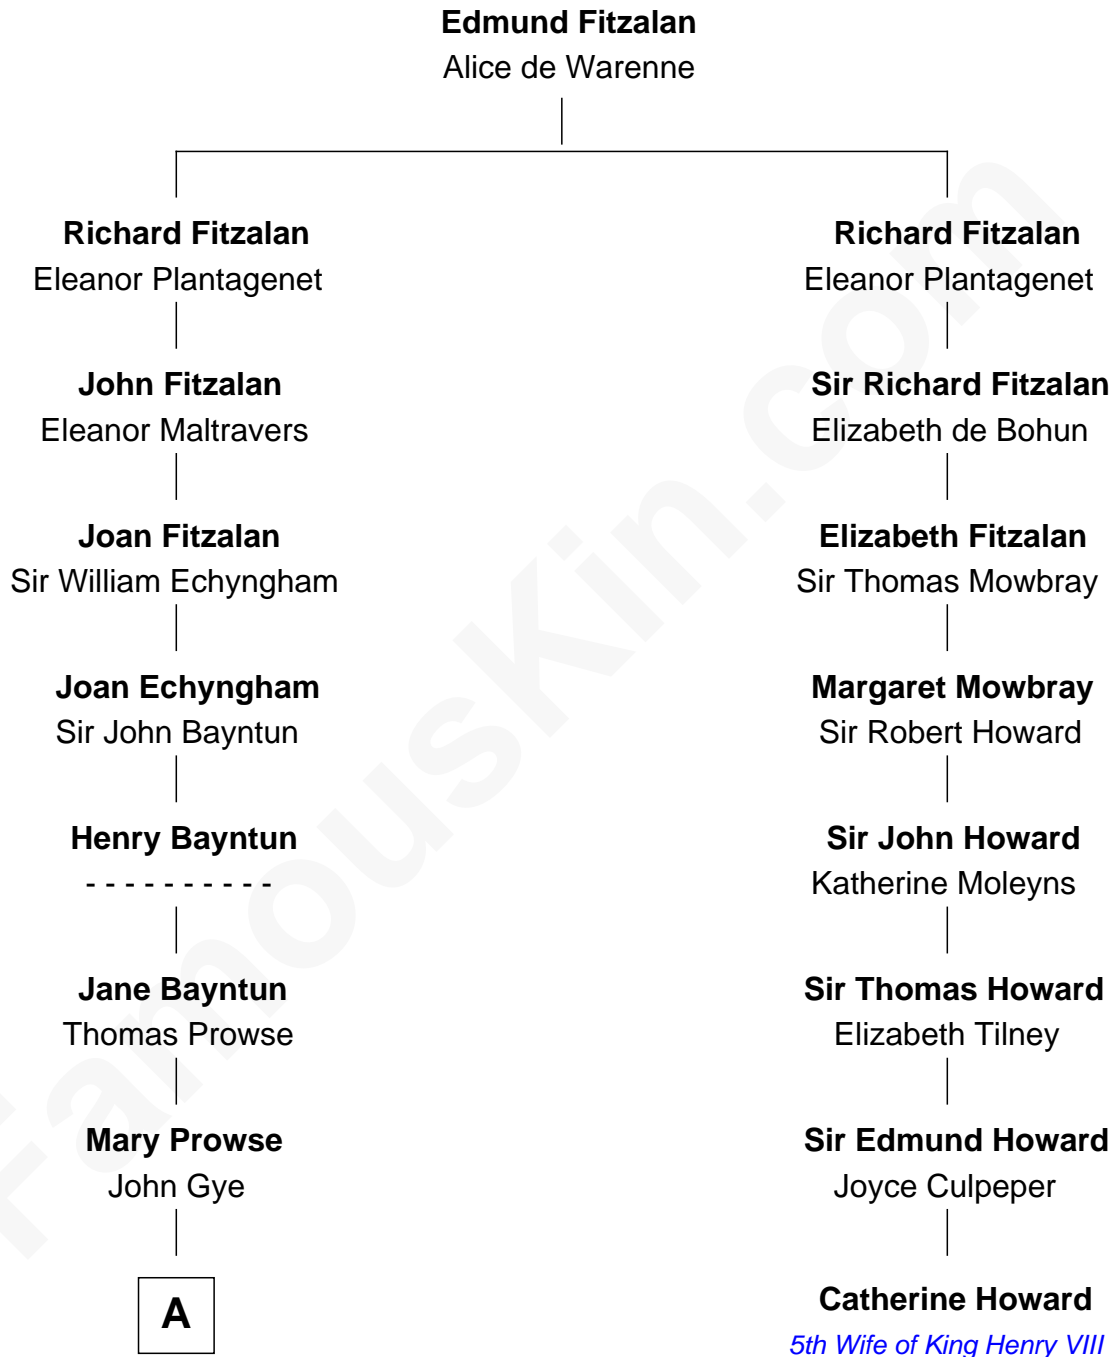 Edmund Fitzalan
Alice de Warenne
Richard Fitzalan
Eleanor Plantagenet
John Fitzalan
Eleanor Maltravers
Joan Fitzalan
Sir William Echyngham
Joan Echyngham
Sir John Bayntun
Henry Bayntun
- - - - - - - - - -
Jane Bayntun
Thomas Prowse
Mary Prowse
John Gye
A
Richard Fitzalan
Eleanor Plantagenet
Sir Richard Fitzalan
Elizabeth de Bohun
Elizabeth Fitzalan
Sir Thomas Mowbray
Margaret Mowbray
Sir Robert Howard
Sir John Howard
Katherine Moleyns
Sir Thomas Howard
Elizabeth Tilney
Sir Edmund Howard
Joyce Culpeper
Catherine Howard
5th Wife of King Henry VIII
FamousKin.com